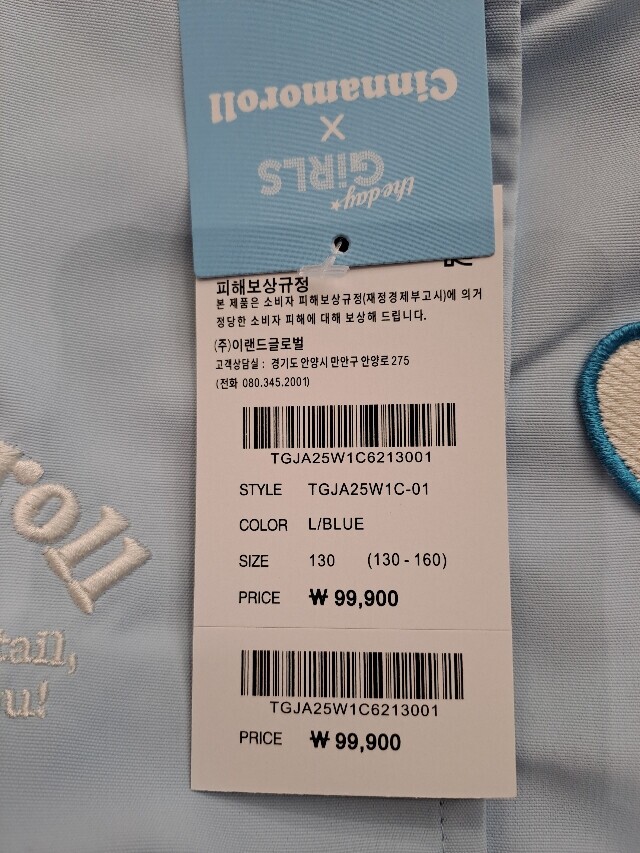 Cinnamoroll
X
the day
GiRLS
피해보상규정
본 제품은 소비자 피해보상규정(재정경제부고시)에 의거
정당한 소비자 피해에 대해 보상해 드립니다.
(주)이랜드글로벌
고객상담실 : 경기도 안양시 만안구 안양로 275
(전화 080.345.2001)
TGJA25W1C6213001
STYLE TGJA25W1C-01
COLOR L/BLUE
SIZE 130 (130 - 160)
PRICE ₩ 99,900
TGJA25W1C6213001
PRICE ₩ 99,900
roll
tail,
u!